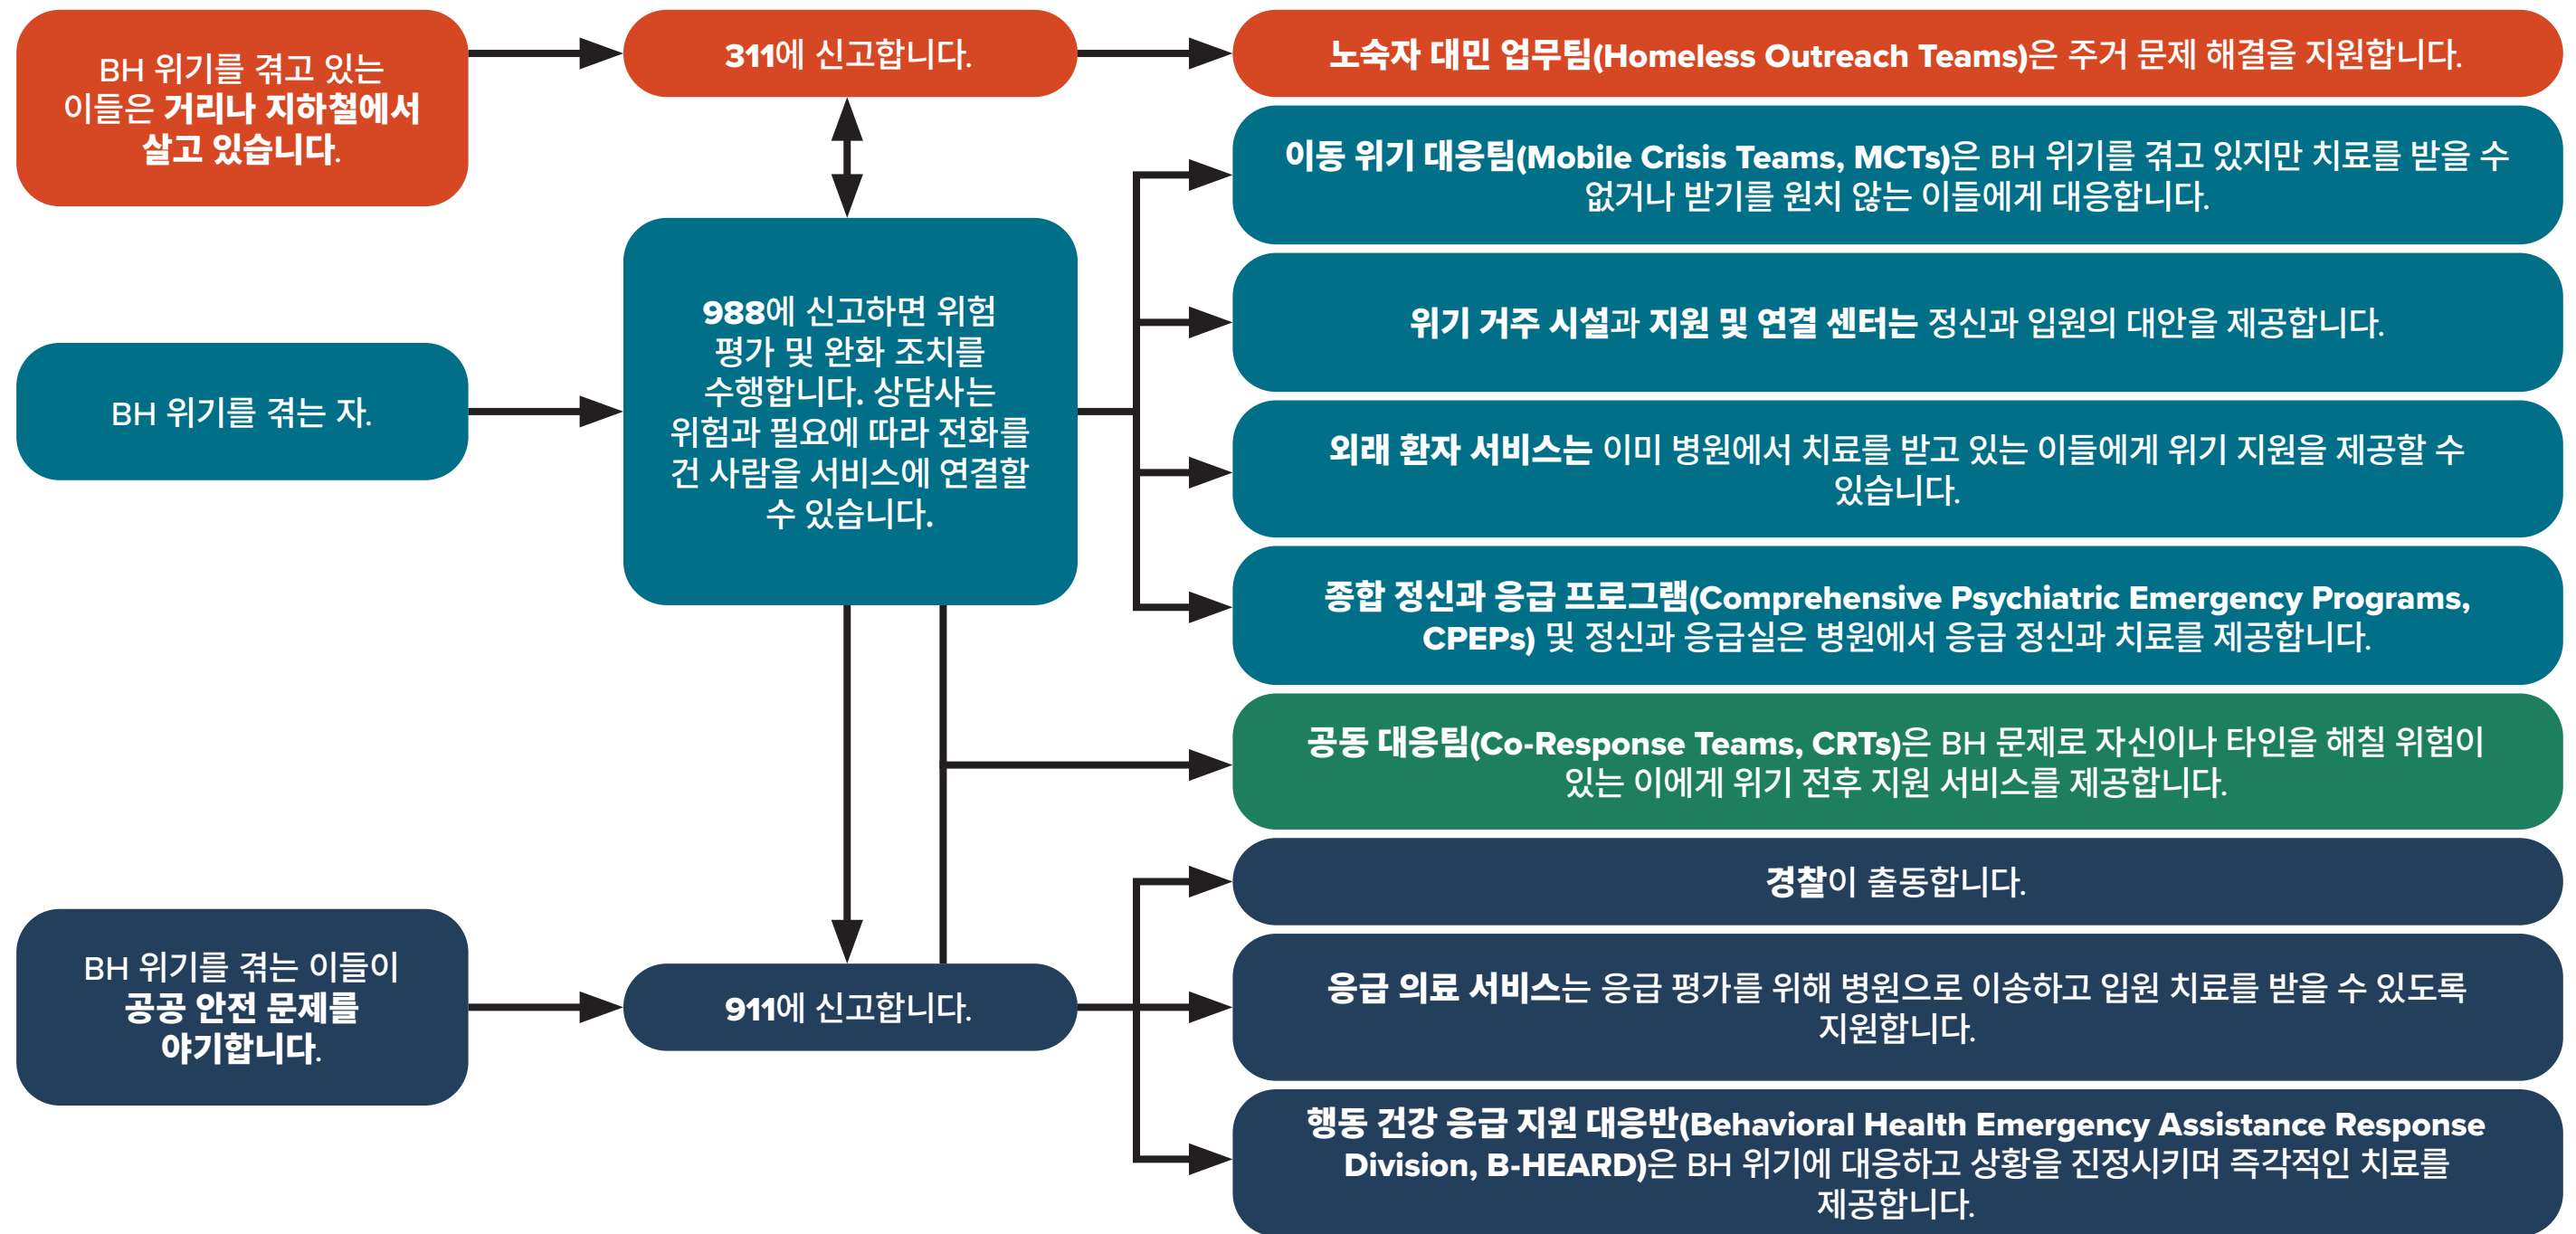 BH 위기를 겪고 있는
이들은 거리나 지하철에서
살고 있습니다.
311에 신고합니다.
노숙자 대민 업무팀(Homeless Outreach Teams)은 주거 문제 해결을 지원합니다.
이동 위기 대응팀(Mobile Crisis Teams, MCTs)은 BH 위기를 겪고 있지만 치료를 받을 수
없거나 받기를 원치 않는 이들에게 대응합니다.
BH 위기를 겪는 자.
988에 신고하면 위험
평가 및 완화 조치를
수행합니다. 상담사는
위험과 필요에 따라 전화를
건 사람을 서비스에 연결할
수 있습니다.
위기 거주 시설과 지원 및 연결 센터는 정신과 입원의 대안을 제공합니다.
외래 환자 서비스는 이미 병원에서 치료를 받고 있는 이들에게 위기 지원을 제공할 수
있습니다.
종합 정신과 응급 프로그램(Comprehensive Psychiatric Emergency Programs,
CPEPs) 및 정신과 응급실은 병원에서 응급 정신과 치료를 제공합니다.
공동 대응팀(Co-Response Teams, CRTs)은 BH 문제로 자신이나 타인을 해칠 위험이
있는 이에게 위기 전후 지원 서비스를 제공합니다.
BH 위기를 겪는 이들이
공공 안전 문제를
야기합니다.
911에 신고합니다.
경찰이 출동합니다.
응급 의료 서비스는 응급 평가를 위해 병원으로 이송하고 입원 치료를 받을 수 있도록
지원합니다.
행동 건강 응급 지원 대응반(Behavioral Health Emergency Assistance Response
Division, B-HEARD)은 BH 위기에 대응하고 상황을 진정시키며 즉각적인 치료를
제공합니다.